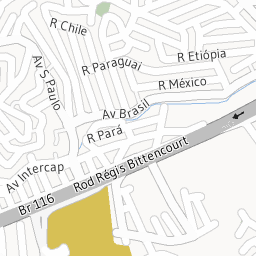 R Chile
R Etiópia
R Paraguai
R México
Av S.Paulo
Av Brasil
R Pará
Rod Régis Bittencourt
Av Intercap
Br 116